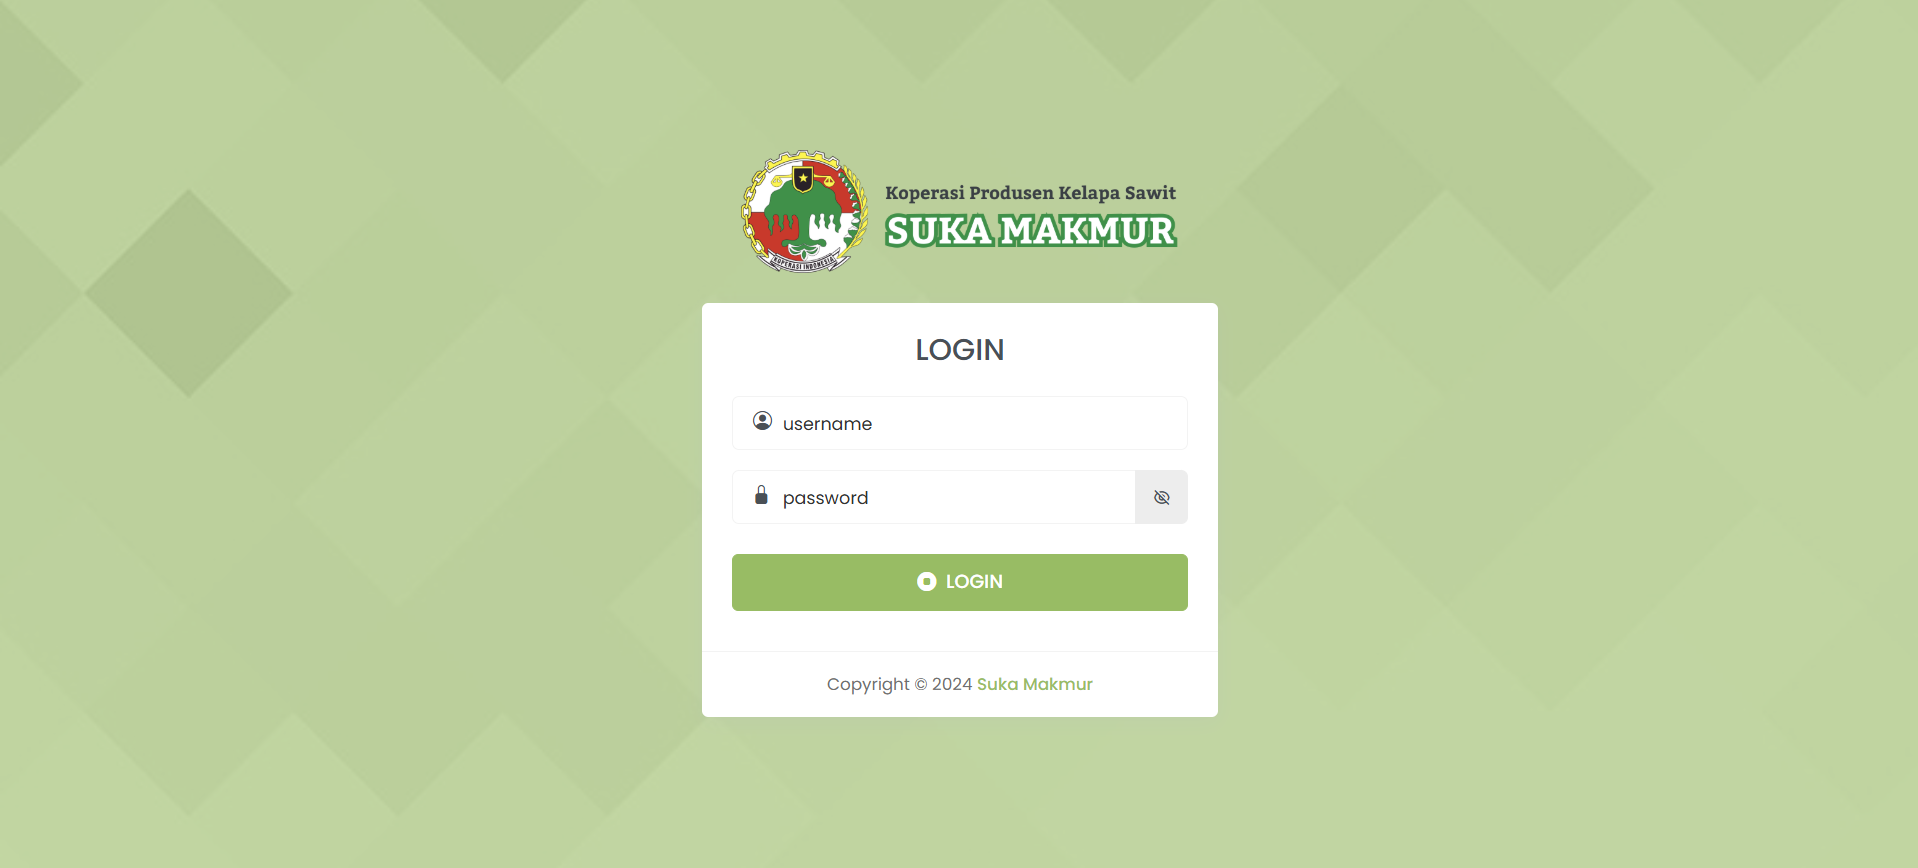 Koperasi Produsen Kelapa Sawit
SUKA MAKMUR
KOPERASI INDONESIA
LOGIN
username
password
LOGIN
Copyright © 2024 Suka Makmur